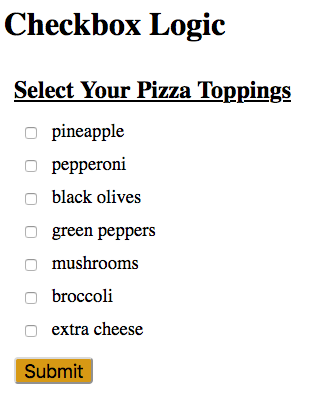 Checkbox Logic
Select Your Pizza Toppings
pineapple
pepperoni
black olives
green peppers
mushrooms
broccoli
extra cheese
Submit